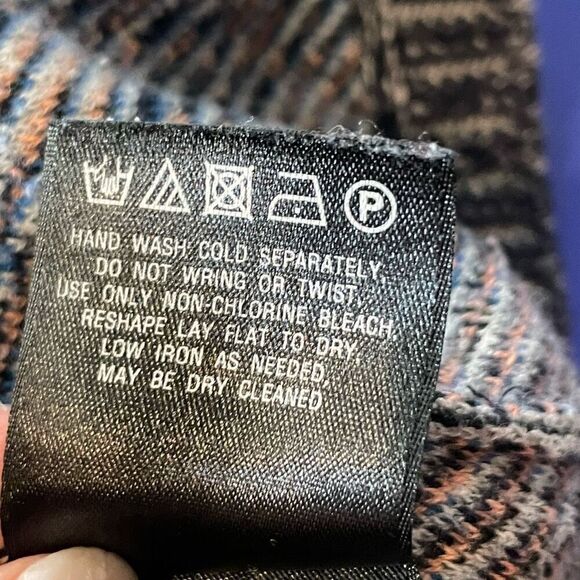 P
HAND WASH COLD SEPARATELY.
DO NOT WRING OR TWIST.
USE ONLY NON-CHLORINE BLEACH.
RESHAPE LAY FLAT TO DRY.
LOW IRON AS NEEDED,
MAY BE DRY CLEANED